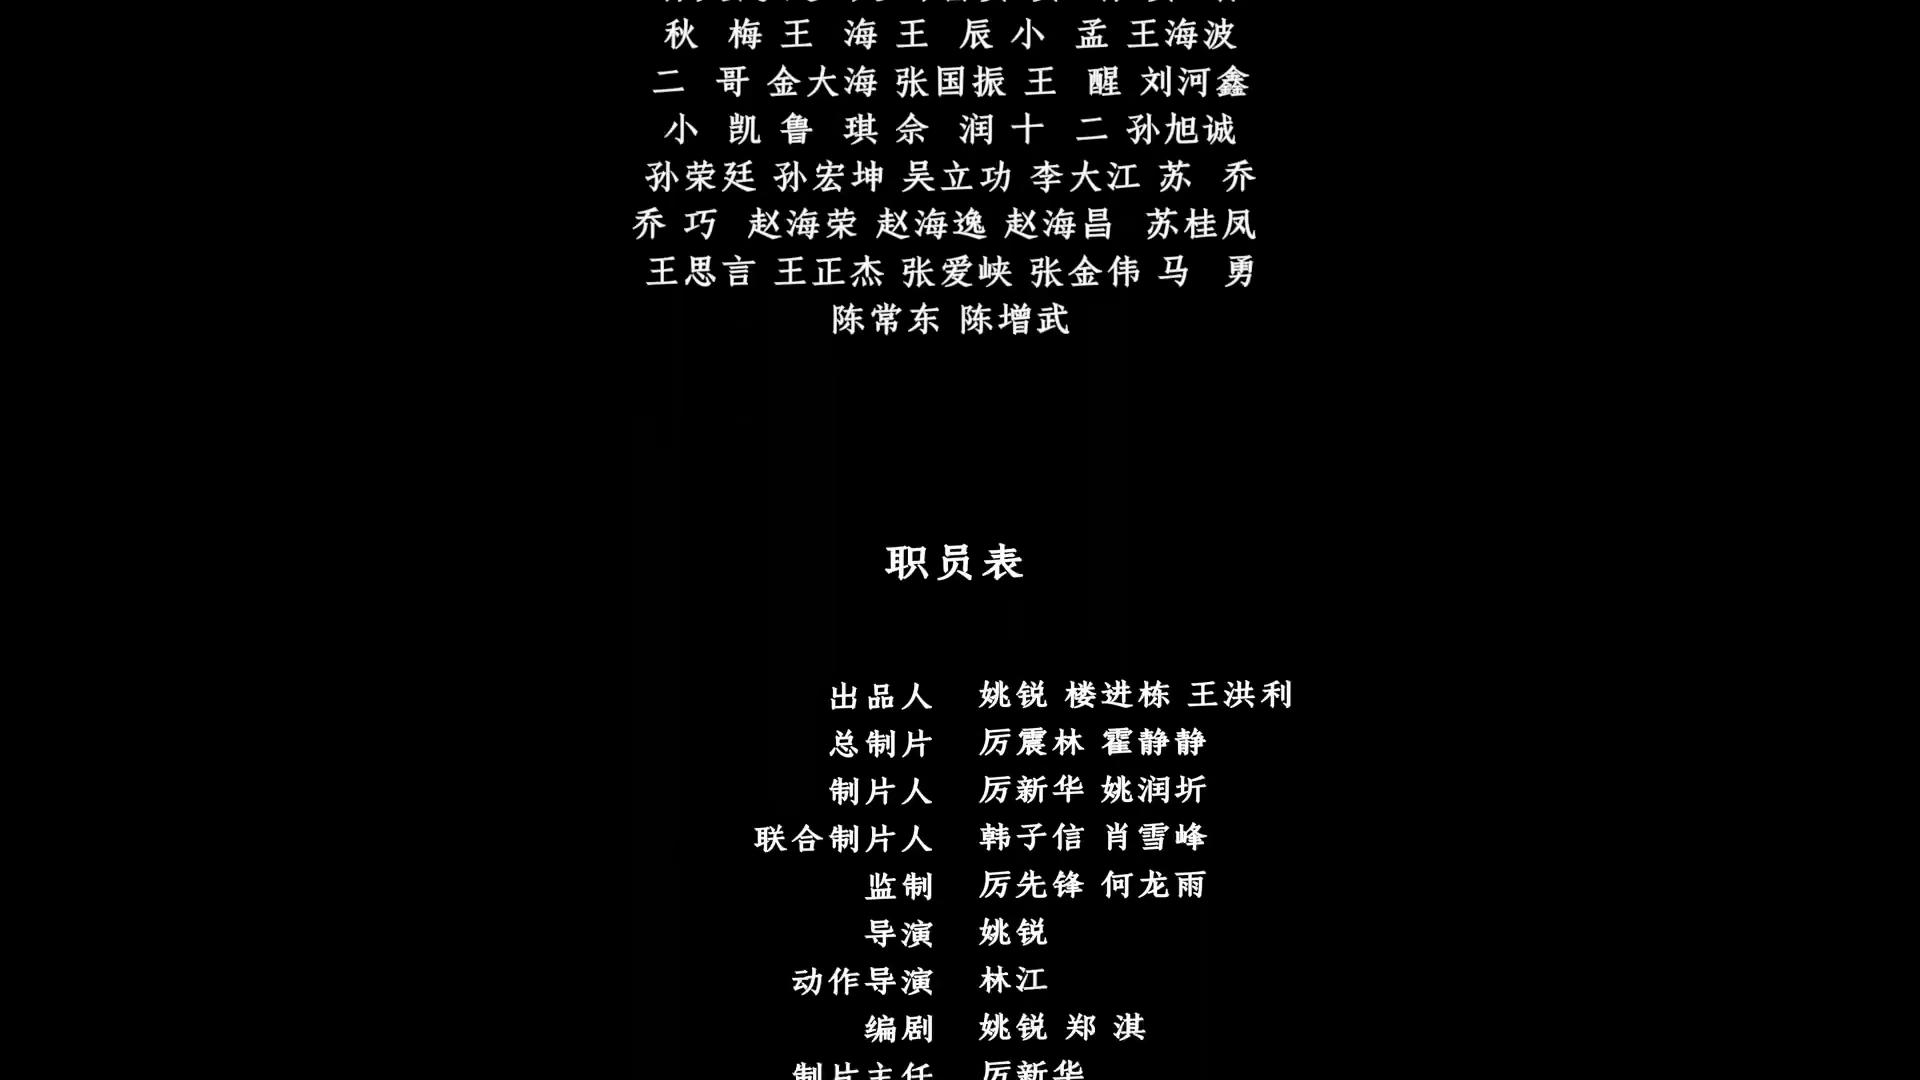 秋 梅 王 海 王 辰 小 孟 王海波
二 哥 金大海 张国振 王 醒 刘河鑫
小 凯 鲁 琪 佘 润 十 二 孙旭诚
孙荣廷 孙宏坤 吴立功 李大江 苏 乔
乔 巧 赵海荣 赵海逸 赵海昌 苏桂凤
王思言 王正杰 张爱峡 张金伟 马 勇
陈常东 陈增武
职员表
出品人 姚锐 楼进栋 王洪利
总制片 厉震林 霍静静
制片人 厉新华 姚润圻
联合制片人 韩子信 肖雪峰
监制 厉先锋 何龙雨
导演 姚锐
动作导演 林江
编剧 姚锐 郑 淇
制片主任 厉新华